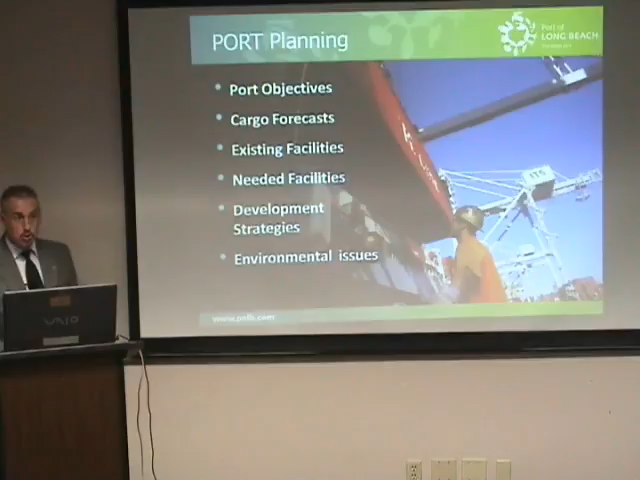 PORT Planning
Port of
LONG BEACH
• Port Objectives
• Cargo Forecasts
• Existing Facilities
• Needed Facilities
• Development
Strategies
• Environmental issues
www.polb.com
VAIO